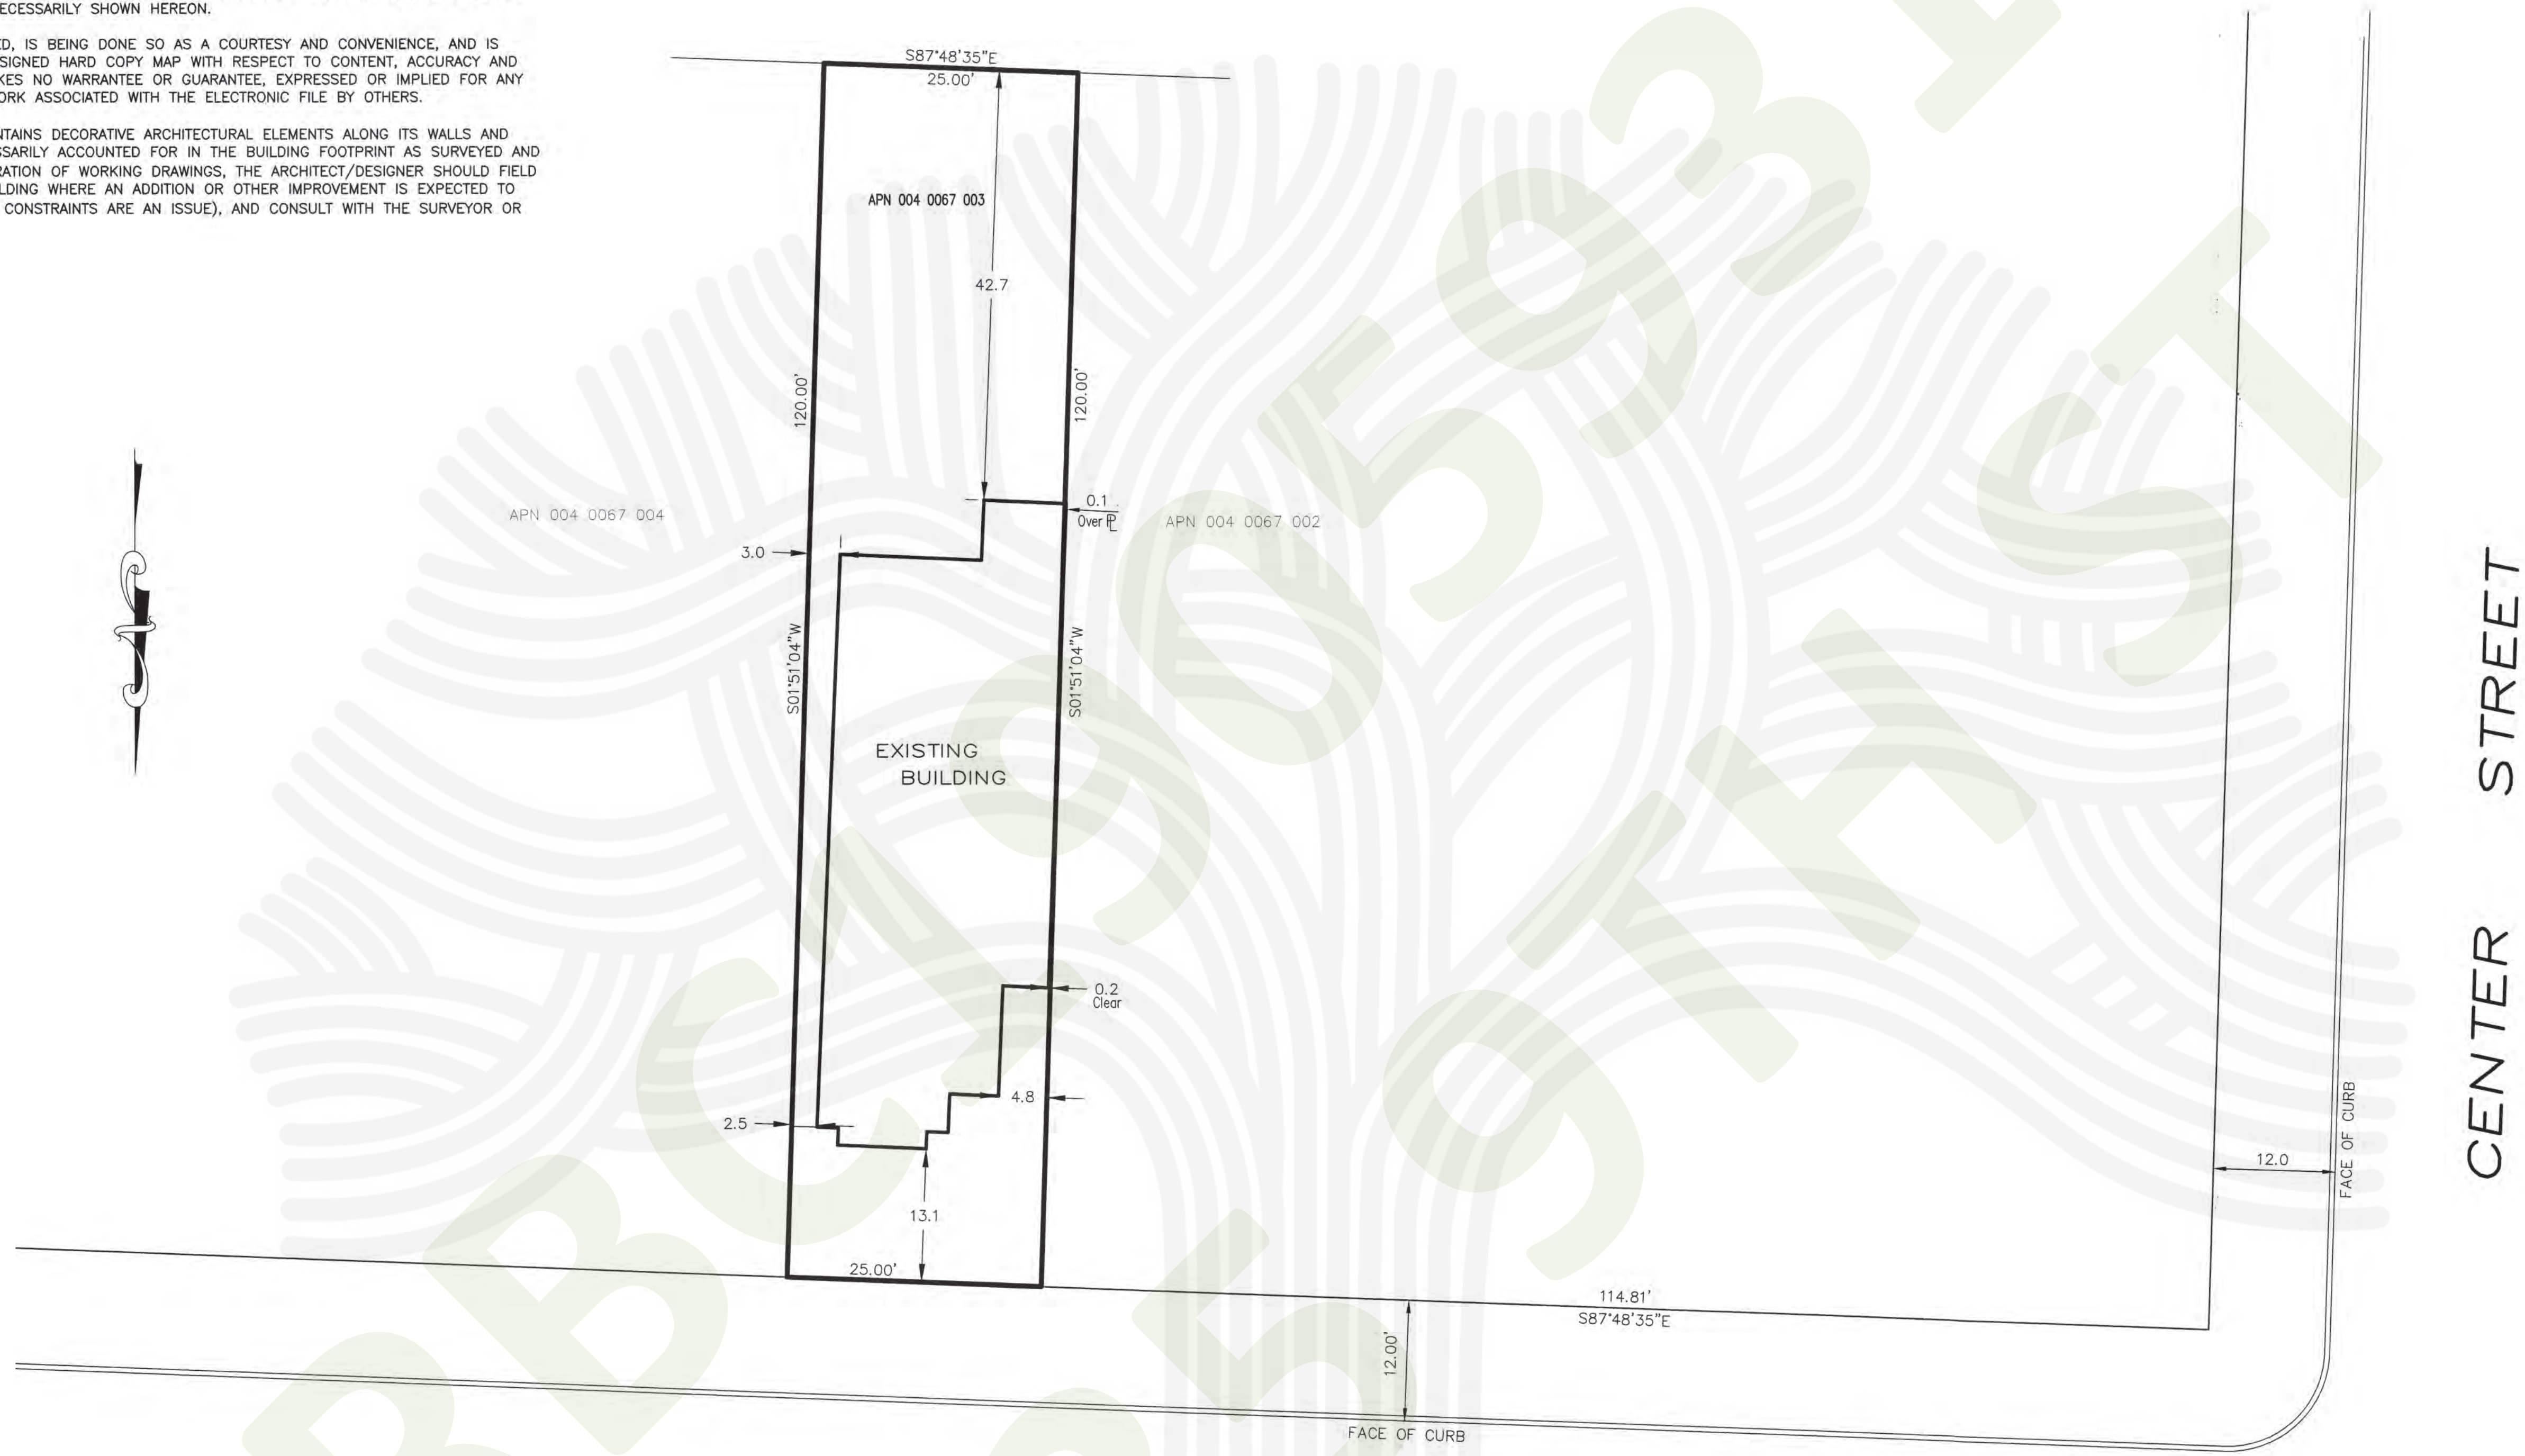 ECESSARILY SHOWN HEREON.
ED, IS BEING DONE SO AS A COURTESY AND CONVENIENCE, AND IS
SIGNED HARD COPY MAP WITH RESPECT TO CONTENT, ACCURACY AND
KES NO WARRANTEE OR GUARANTEE, EXPRESSED OR IMPLIED FOR ANY
ORK ASSOCIATED WITH THE ELECTRONIC FILE BY OTHERS.
NTAINS DECORATIVE ARCHITECTURAL ELEMENTS ALONG ITS WALLS AND
SSARILY ACCOUNTED FOR IN THE BUILDING FOOTPRINT AS SURVEYED AND
RATION OF WORKING DRAWINGS, THE ARCHITECT/DESIGNER SHOULD FIELD
LDING WHERE AN ADDITION OR OTHER IMPROVEMENT IS EXPECTED TO
CONSTRAINTS ARE AN ISSUE), AND CONSULT WITH THE SURVEYOR OR
S87°48'35"E
25.00'
APN 004 0067 003
42.7
120.00'
120.00'
0.1
Over PL
APN 004 0067 004
APN 004 0067 002
3.0
S01°51'04"W
S01°51'04"W
EXISTING
BUILDING
0.2
Clear
4.8
2.5
13.1
25.00'
114.81'
S87°48'35"E
12.00'
FACE OF CURB
12.0
FACE OF CURB
CENTER STREET
RBC1905931
95 9TH ST